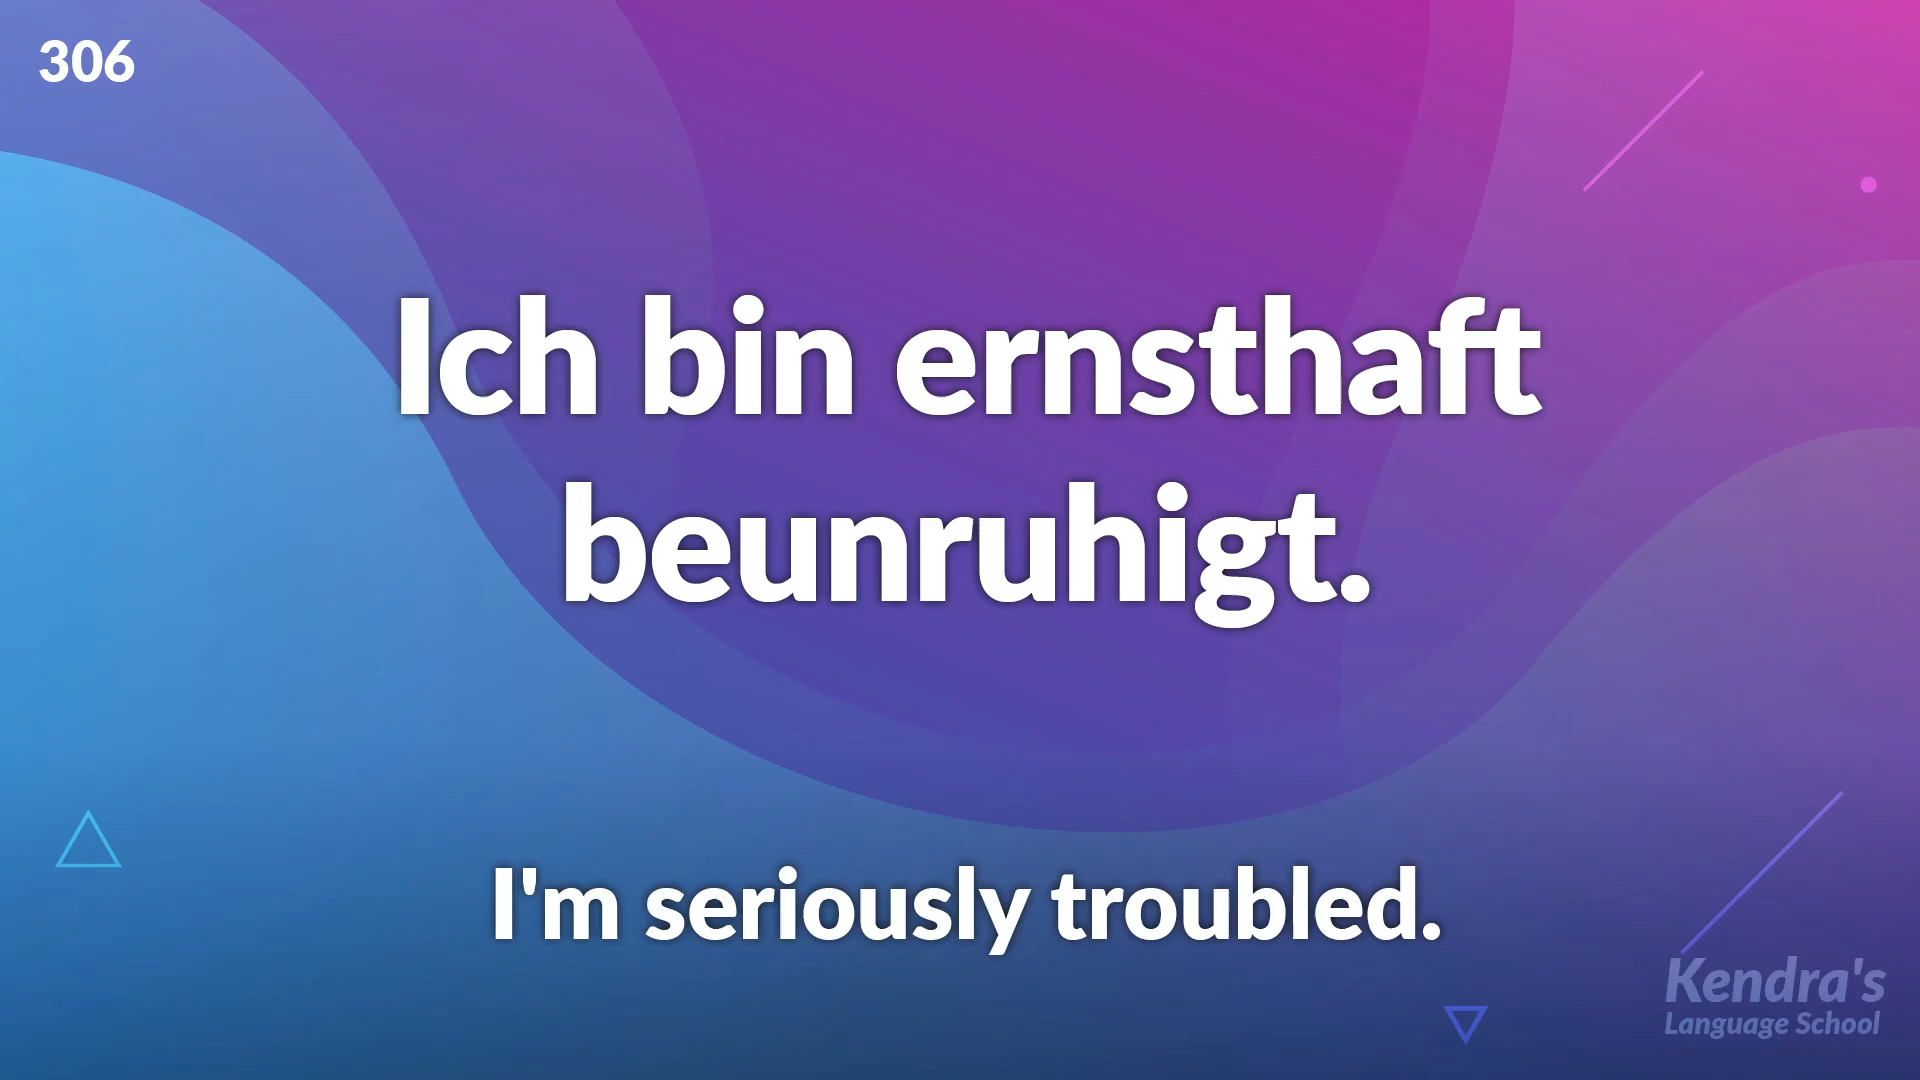 306
Ich bin ernsthaft
beunruhigt.
I'm seriously troubled.
Kendra's
Language School